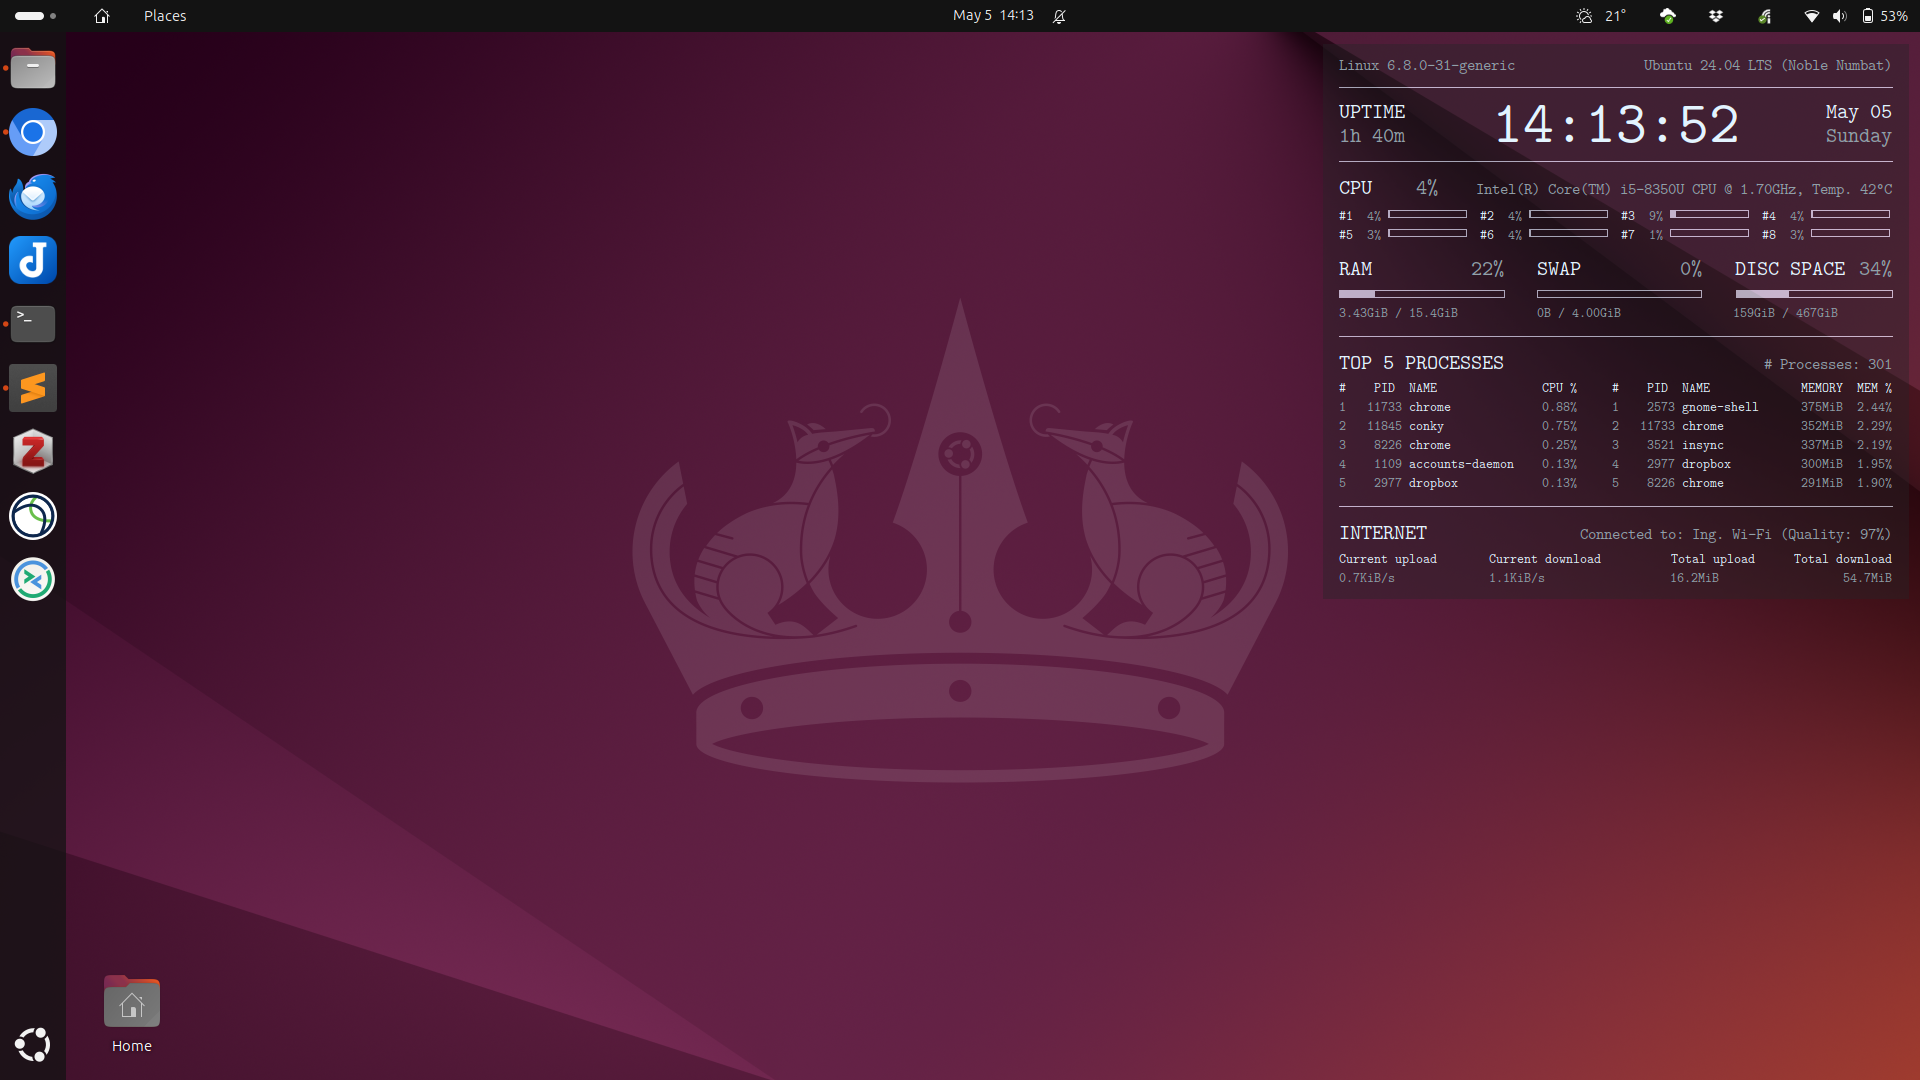 Places
May 5 14:13
21°
53%
Linux 6.8.0-31-generic Ubuntu 24.04 LTS (Noble Numbat)
UPTIME 14:13:52 May 05
1h 40m Sunday
CPU 4% Intel(R) Core(TM) i5-8350U CPU @ 1.70GHz, Temp. 42°C
#1 4% #2 4% #3 9% #4 4%
#5 3% #6 4% #7 1% #8 3%
RAM 22% SWAP 0% DISC SPACE 34%
3.43GiB / 15.4GiB 0B / 4.00GiB 159GiB / 467GiB
TOP 5 PROCESSES # Processes: 301
# PID NAME CPU % # PID NAME MEMORY MEM %
1 11733 chrome 0.88% 1 2573 gnome-shell 375MiB 2.44%
2 11845 conky 0.75% 2 11733 chrome 352MiB 2.29%
3 8226 chrome 0.25% 3 3521 insync 337MiB 2.19%
4 1109 accounts-daemon 0.13% 4 2977 dropbox 300MiB 1.95%
5 2977 dropbox 0.13% 5 8226 chrome 291MiB 1.90%
INTERNET Connected to: Ing. Wi-Fi (Quality: 97%)
Current upload Current download Total upload Total download
0.7KiB/s 1.1KiB/s 16.2MiB 54.7MiB
Home